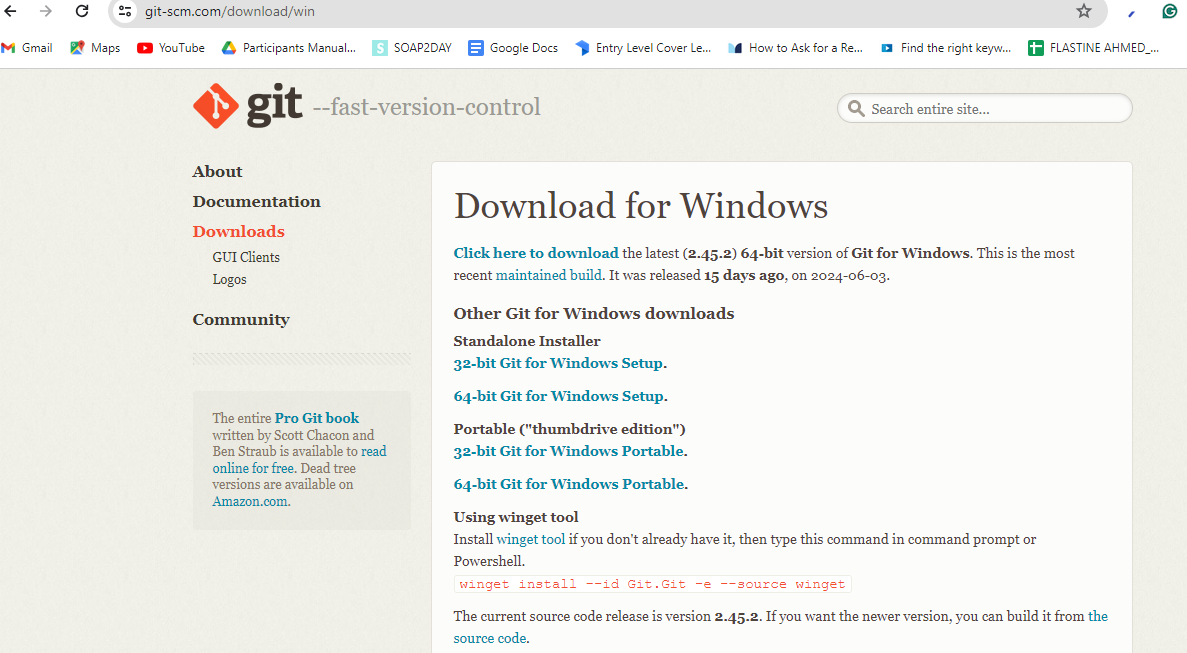 git-scm.com/download/win
Gmail Maps YouTube Participants Manual... SOAP2DAY Google Docs Entry Level Cover Le... How to Ask for a Re... Find the right keyw... FLASTINE AHMED_...
git --fast-version-control
Search entire site...
About
Documentation
Downloads
GUI Clients
Logos
Community
The entire Pro Git book
written by Scott Chacon and
Ben Straub is available to read
online for free. Dead tree
versions are available on
Amazon.com.
Download for Windows
Click here to download the latest (2.45.2) 64-bit version of Git for Windows. This is the most
recent maintained build. It was released 15 days ago, on 2024-06-03.
Other Git for Windows downloads
Standalone Installer
32-bit Git for Windows Setup.
64-bit Git for Windows Setup.
Portable ("thumbdrive edition")
32-bit Git for Windows Portable.
64-bit Git for Windows Portable.
Using winget tool
Install winget tool if you don't already have it, then type this command in command prompt or
Powershell.
winget install --id Git.Git -e --source winget
The current source code release is version 2.45.2. If you want the newer version, you can build it from the
source code.